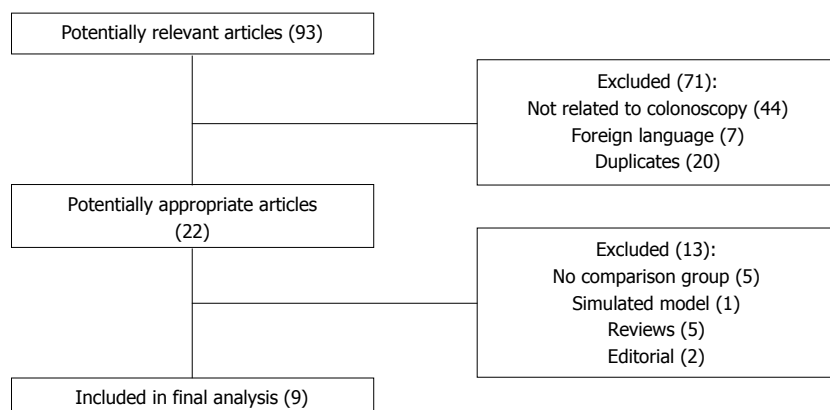 Potentially relevant articles (93)
Excluded (71):
Not related to colonoscopy (44)
Foreign language (7)
Duplicates (20)
Potentially appropriate articles
(22)
Excluded (13):
No comparison group (5)
Simulated model (1)
Reviews (5)
Editorial (2)
Included in final analysis (9)